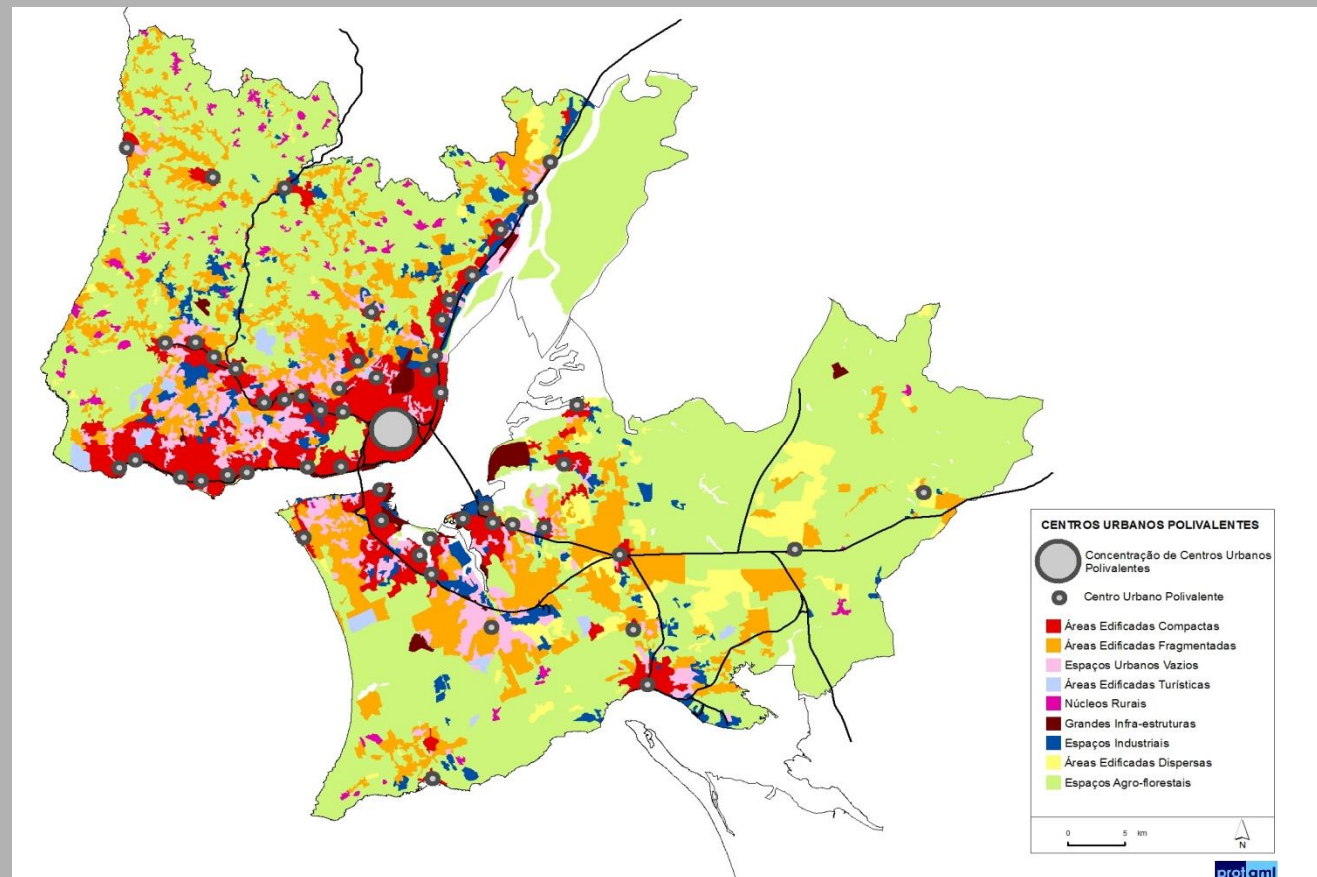 CENTROS URBANOS POLIVALENTES
Concentração de Centros Urbanos
Polivalentes
Centro Urbano Polivalente
Áreas Edificadas Compactas
Áreas Edificadas Fragmentadas
Espaços Urbanos Vazios
Áreas Edificadas Turísticas
Núcleos Rurais
Grandes Infra-estruturas
Espaços Industriais
Áreas Edificadas Dispersas
Espaços Agro-florestais
0 5 km
N
protaml